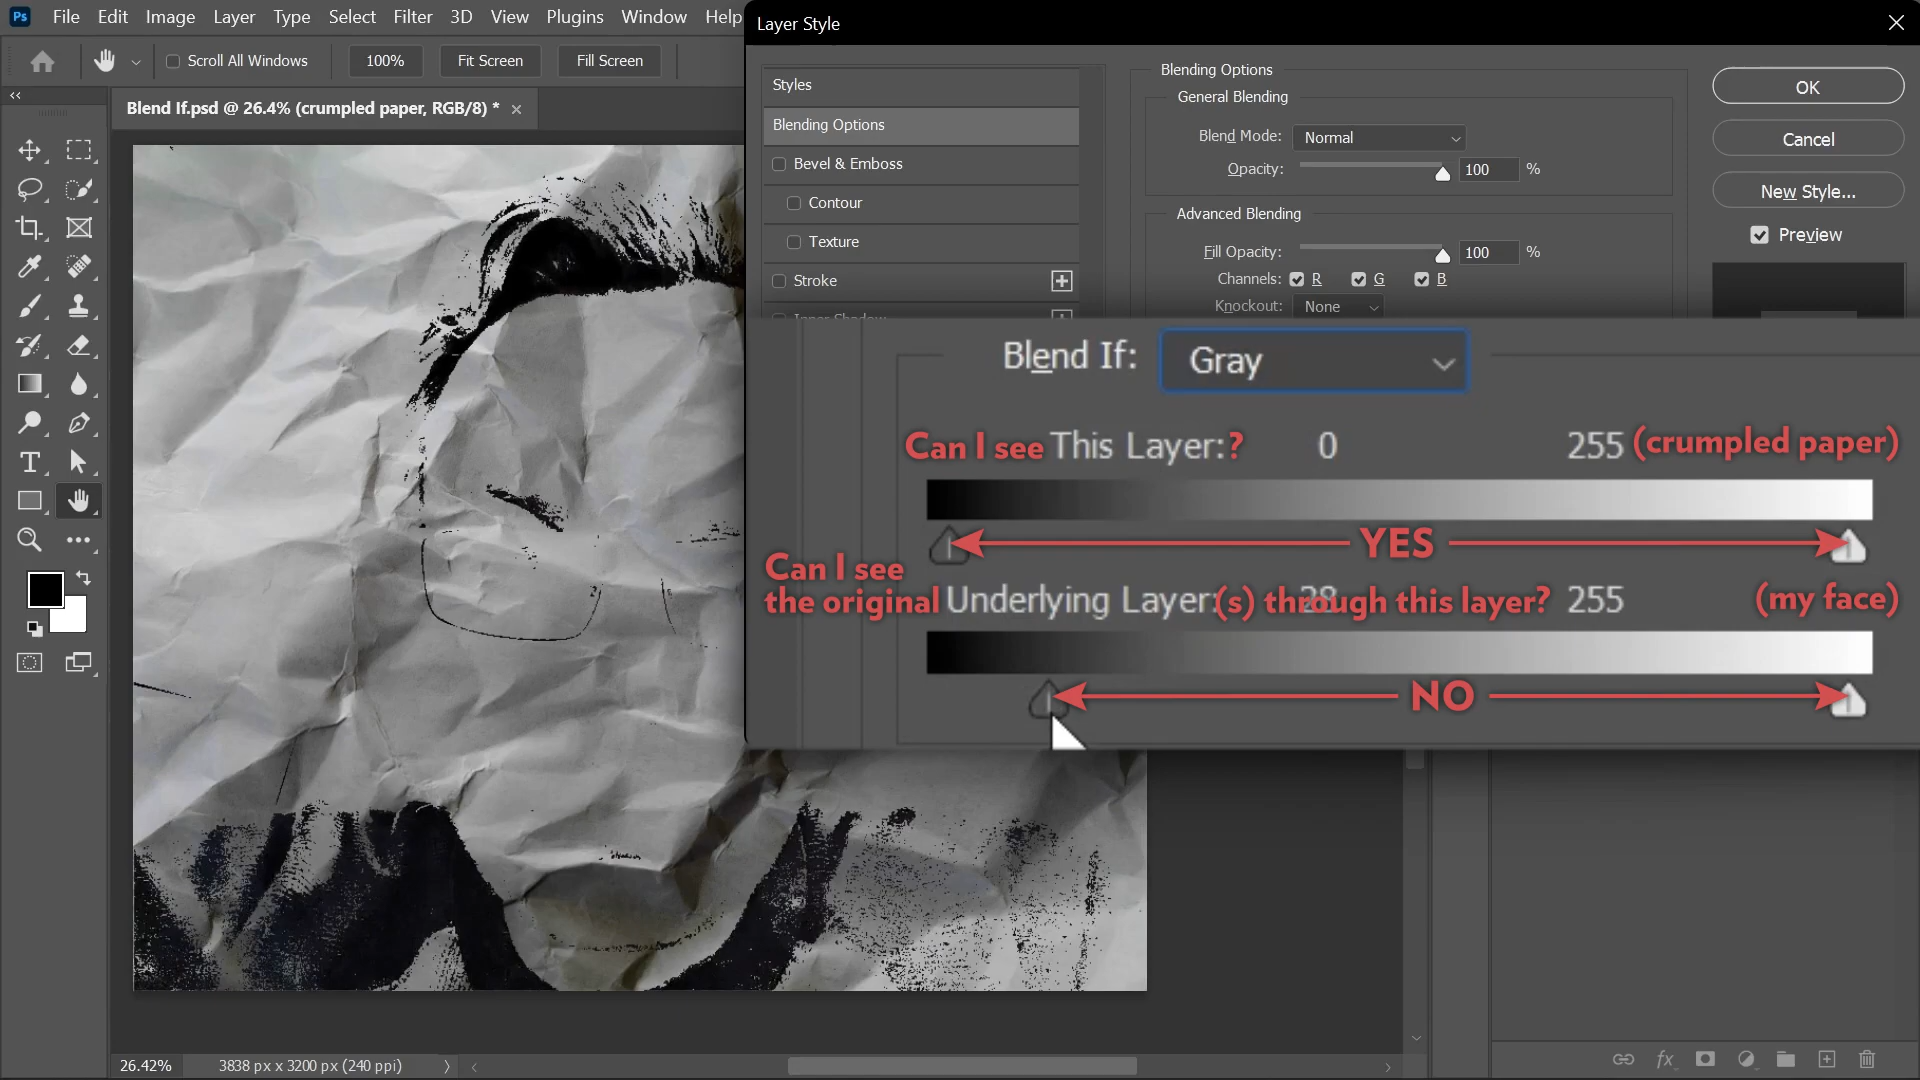 Ps File Edit Image Layer Type Select Filter 3D View Plugins Window Help
Layer Style
Scroll All Windows 100% Fit Screen Fill Screen
Blend If.psd @ 26.4% (crumpled paper, RGB/8) *
Styles
Blending Options
Bevel & Emboss
Contour
Texture
Stroke
Inner Shadow
Blending Options
General Blending
Blend Mode: Normal
Opacity: 100 %
Advanced Blending
Fill Opacity: 100 %
Channels: R G B
Knockout: None
OK
Cancel
New Style...
Preview
Blend If: Gray
Can I see This Layer:? 0 255 (crumpled paper)
YES
Can I see
the original Underlying Layer:(s) through this layer? 28 255 (my face)
NO
26.42% 3838 px x 3200 px (240 ppi)